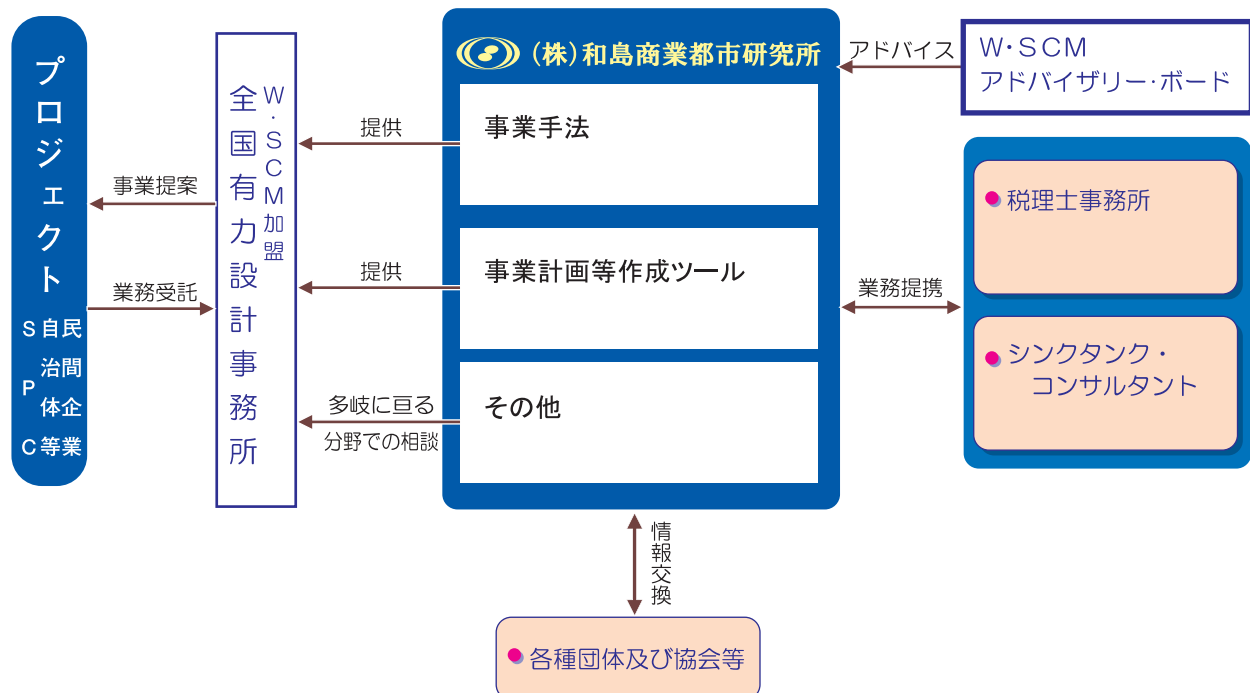 プロジェクト
民間企業
自治体等
SPC
事業提案
業務受託
W・SCM加盟
全国有力設計事務所
提供
提供
多岐に亘る
分野での相談
(株)和島商業都市研究所
事業手法
事業計画等作成ツール
その他
アドバイス
W・SCM
アドバイザリー・ボード
業務提携
税理士事務所
シンクタンク・
コンサルタント
情報交換
各種団体及び協会等